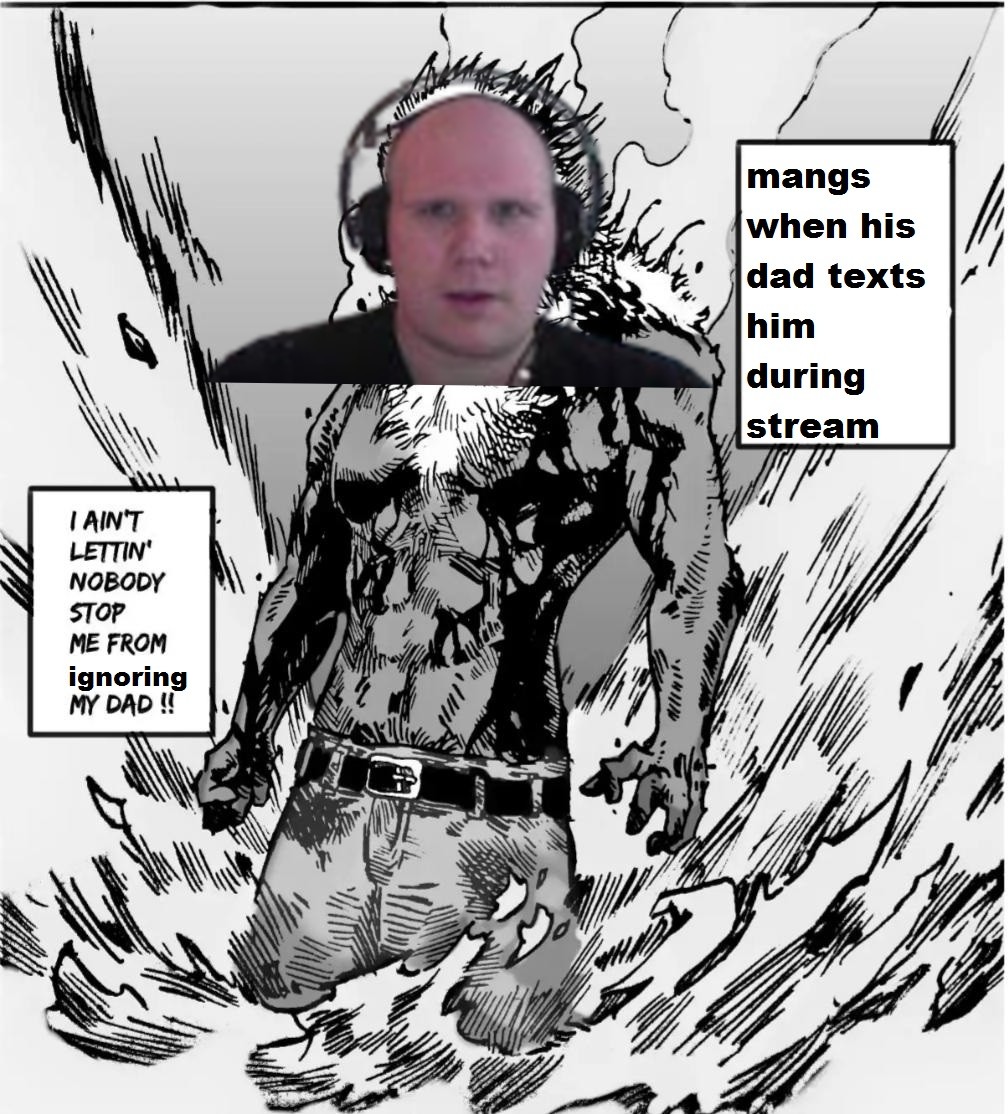 mangs
when his
dad texts
him
during
stream
I AIN'T
LETTIN'
NOBODY
STOP
ME FROM
ignoring
MY DAD !!